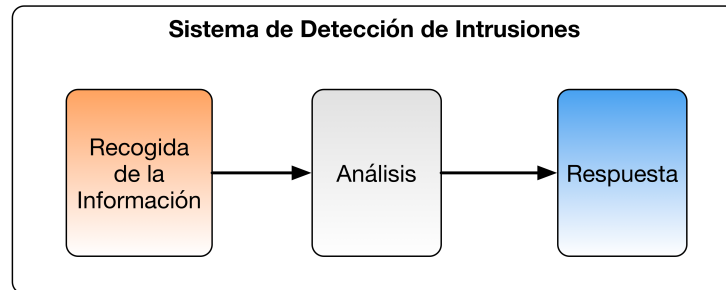 Sistema de Detección de Intrusiones
Recogida
de la
Información
Análisis
Respuesta